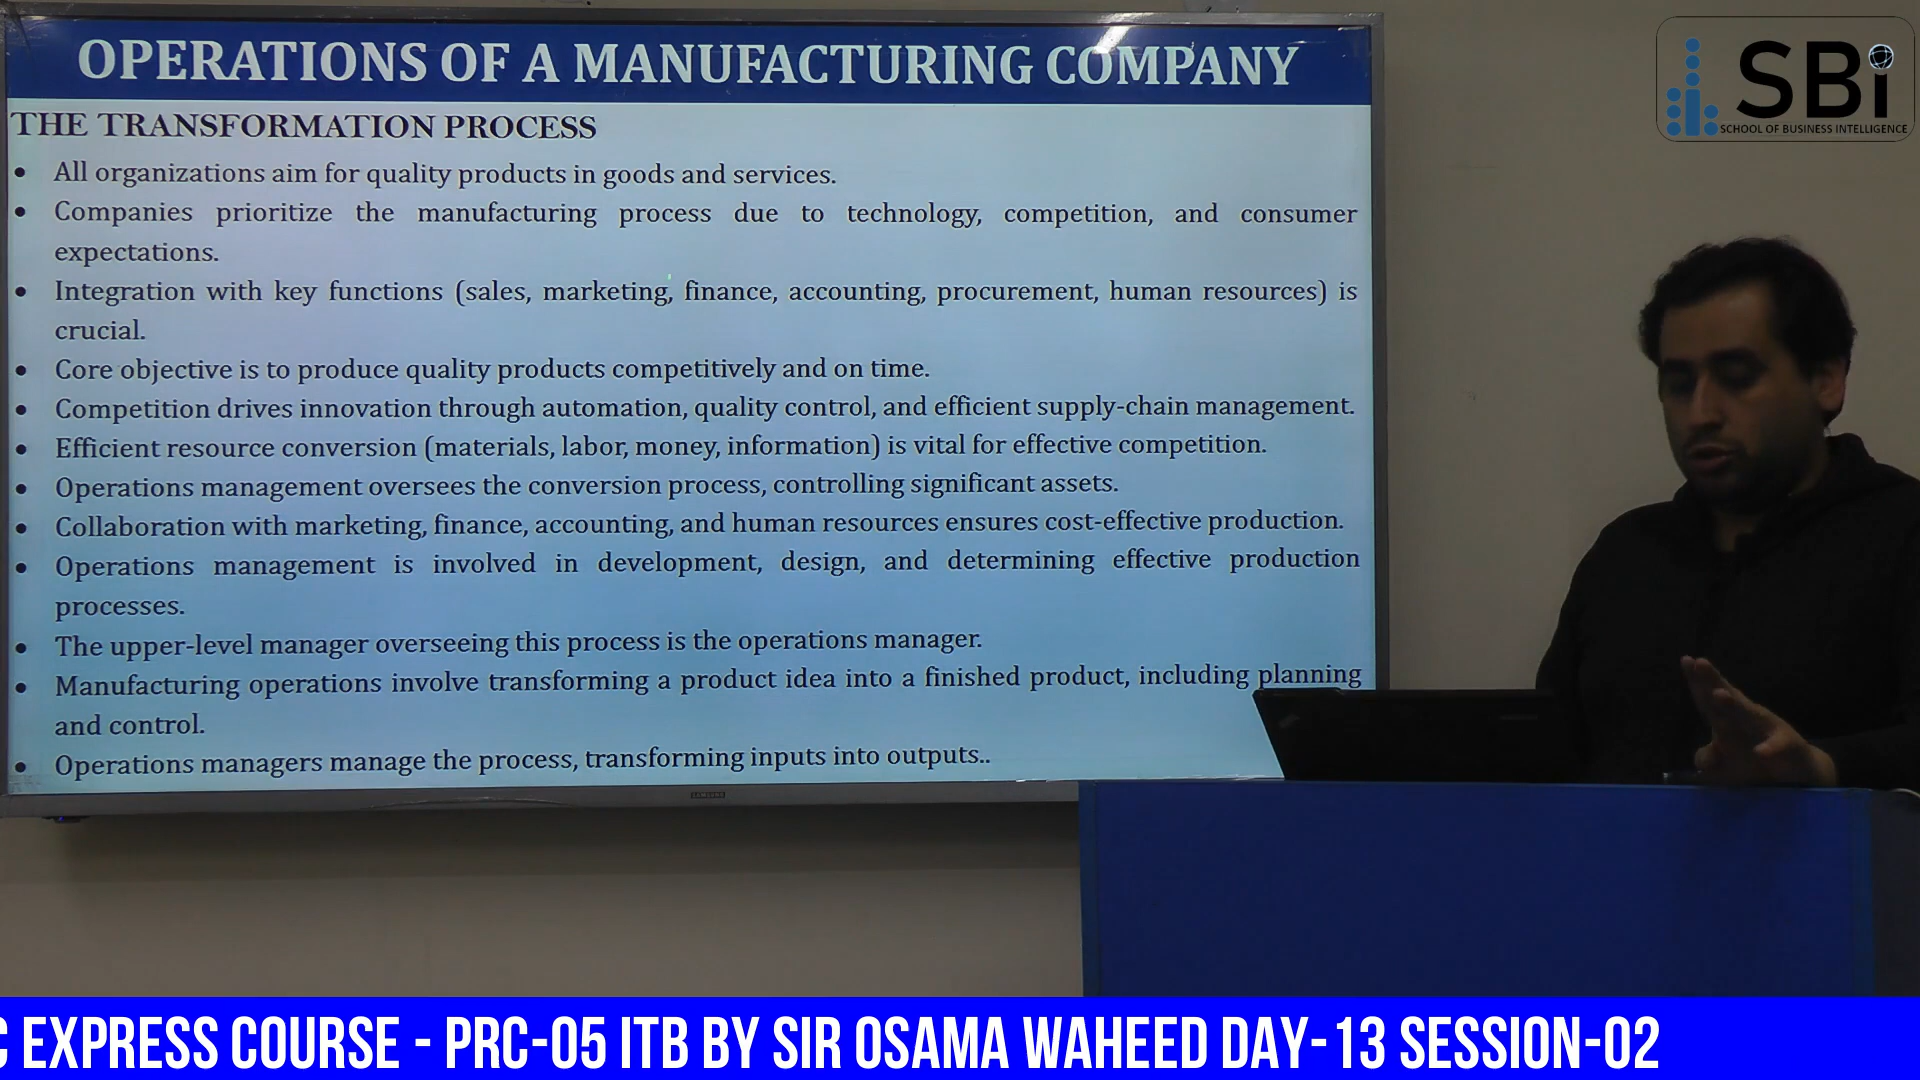 OPERATIONS OF A MANUFACTURING COMPANY
SBi
SCHOOL OF BUSINESS INTELLIGENCE
THE TRANSFORMATION PROCESS
• All organizations aim for quality products in goods and services.
• Companies prioritize the manufacturing process due to technology, competition, and consumer
expectations.
• Integration with key functions (sales, marketing, finance, accounting, procurement, human resources) is
crucial.
• Core objective is to produce quality products competitively and on time.
• Competition drives innovation through automation, quality control, and efficient supply-chain management.
• Efficient resource conversion (materials, labor, money, information) is vital for effective competition.
• Operations management oversees the conversion process, controlling significant assets.
• Collaboration with marketing, finance, accounting, and human resources ensures cost-effective production.
• Operations management is involved in development, design, and determining effective production
processes.
• The upper-level manager overseeing this process is the operations manager.
• Manufacturing operations involve transforming a product idea into a finished product, including planning
and control.
• Operations managers manage the process, transforming inputs into outputs..
SAMSUNG
C EXPRESS COURSE - PRC-05 ITB BY SIR OSAMA WAHEED DAY-13 SESSION-02